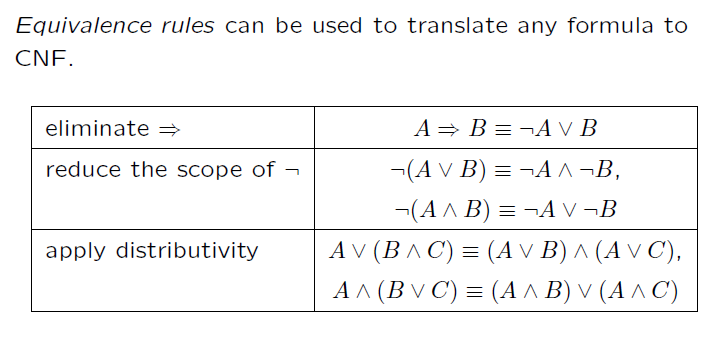 Equivalence rules can be used to translate any formula to
CNF.
eliminate ⇒ A ⇒ B ≡ ¬A ∨ B
reduce the scope of ¬ ¬(A ∨ B) ≡ ¬A ∧ ¬B,
¬(A ∧ B) ≡ ¬A ∨ ¬B
apply distributivity A ∨ (B ∧ C) ≡ (A ∨ B) ∧ (A ∨ C),
A ∧ (B ∨ C) ≡ (A ∧ B) ∨ (A ∧ C)